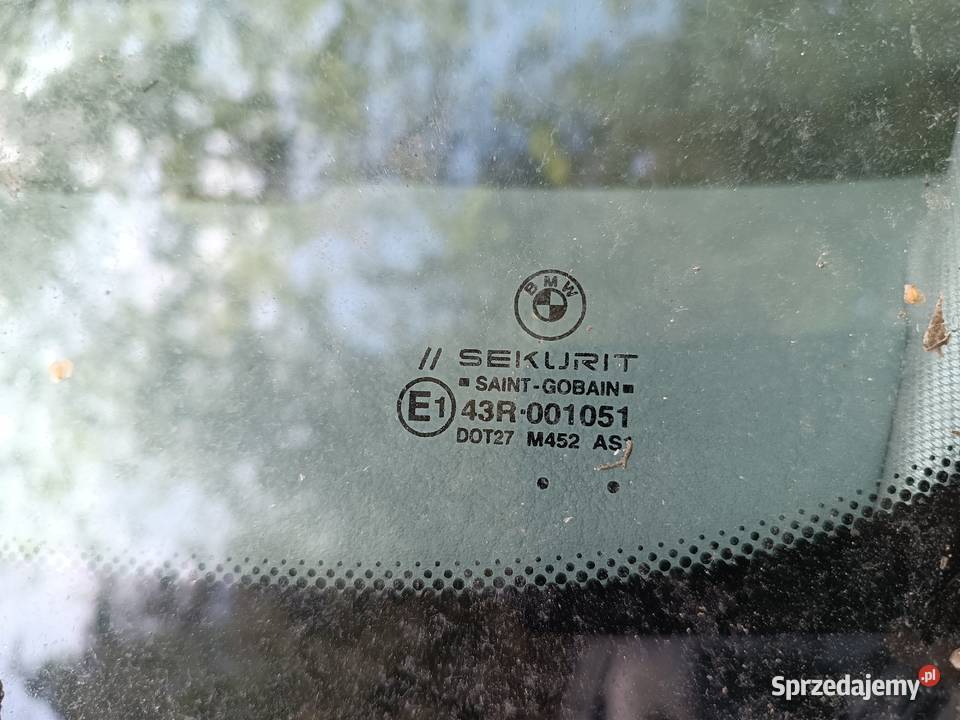 BMW
// SEKURIT
SAINT-GOBAIN
E1 43R-001051
DOT27 M452 AS1
Sprzedajemy.pl